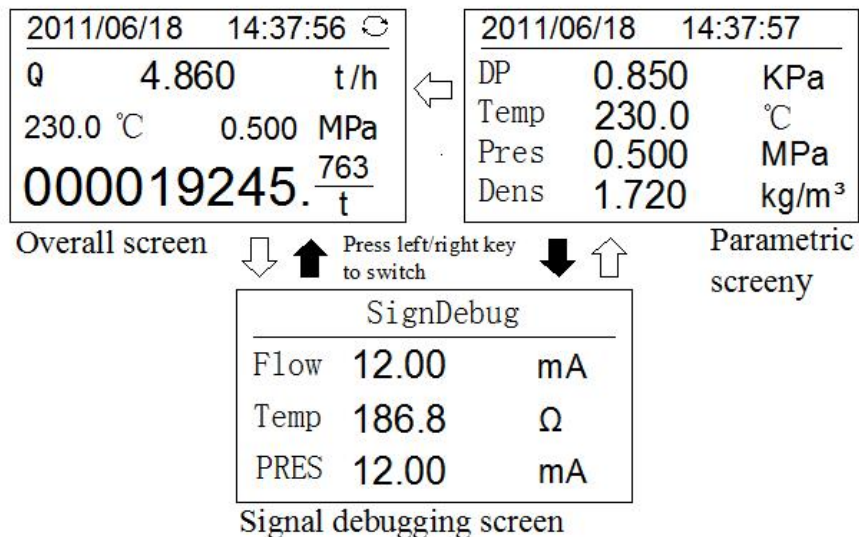 2011/06/18 14:37:56
Q 4.860 t/h
230.0 ℃ 0.500 MPa
000019245. 763/t
Overall screen
2011/06/18 14:37:57
DP 0.850 KPa
Temp 230.0 ℃
Pres 0.500 MPa
Dens 1.720 kg/m³
Parametric
screeny
Press left/right key
to switch
SignDebug
Flow 12.00 mA
Temp 186.8 Ω
PRES 12.00 mA
Signal debugging screen